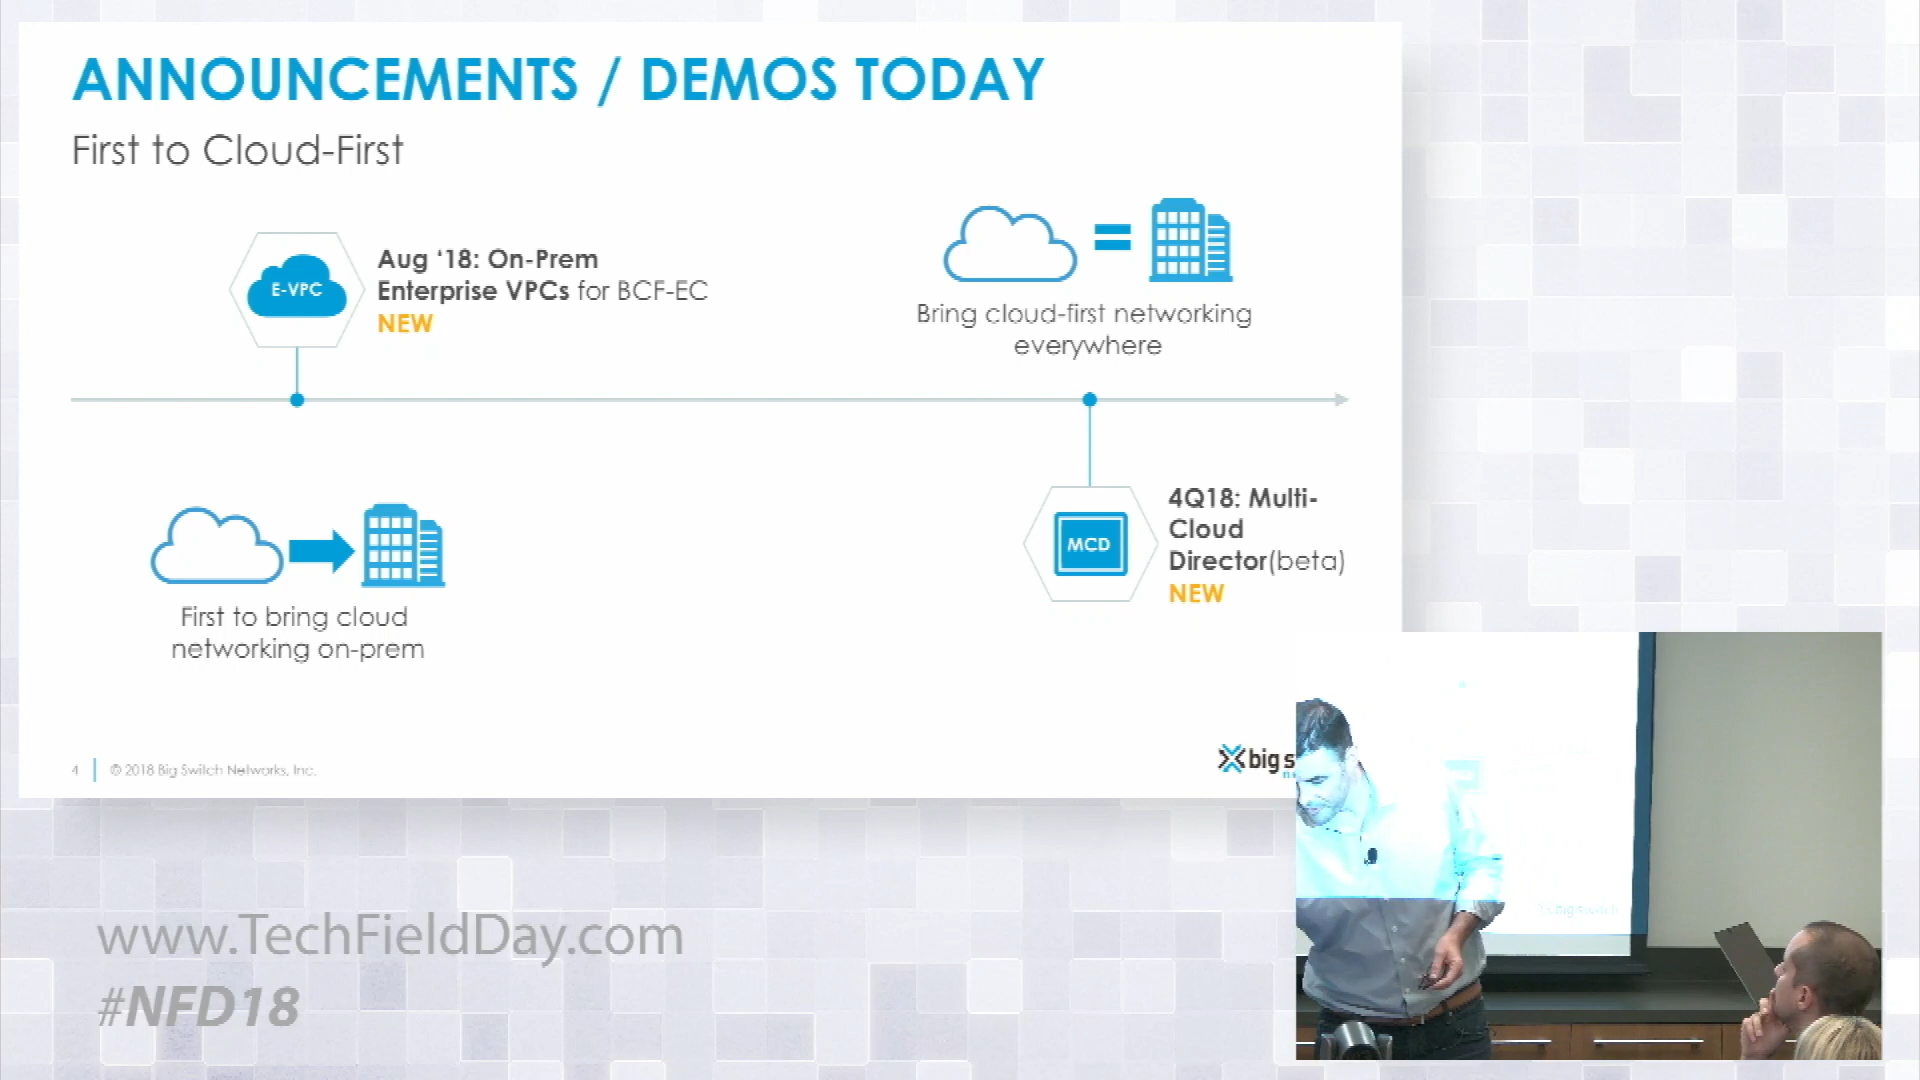 ANNOUNCEMENTS / DEMOS TODAY
First to Cloud-First
E-VPC
Aug ‘18: On-Prem
Enterprise VPCs for BCF-EC
NEW
Bring cloud-first networking
everywhere
First to bring cloud
networking on-prem
MCD
4Q18: Multi-
Cloud
Director(beta)
NEW
4
© 2018 Big Switch Networks, Inc.
big s
www.TechFieldDay.com
#NFD18